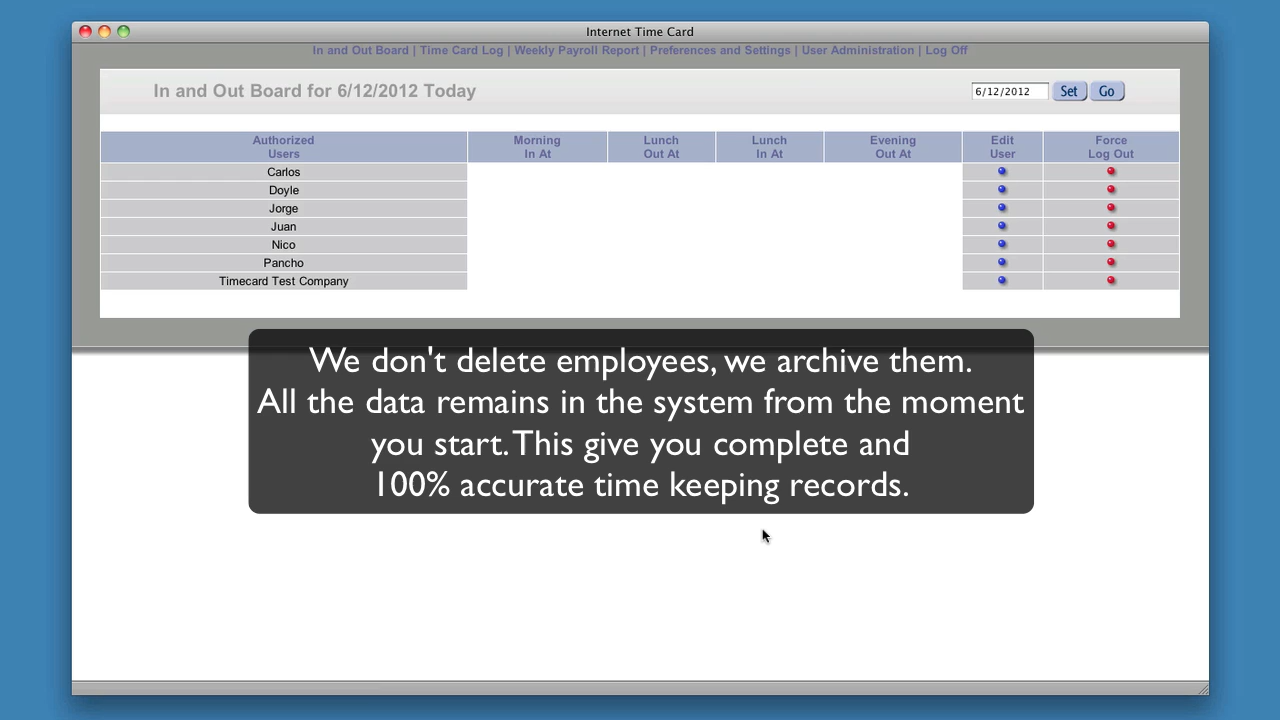 Internet Time Card
In and Out Board | Time Card Log | Weekly Payroll Report | Preferences and Settings | User Administration | Log Off
In and Out Board for 6/12/2012 Today
6/12/2012 Set Go
Authorized Users Morning In At Lunch Out At Lunch In At Evening Out At Edit User Force Log Out
Carlos
Doyle
Jorge
Juan
Nico
Pancho
Timecard Test Company
We don't delete employees, we archive them.
All the data remains in the system from the moment
you start. This give you complete and
100% accurate time keeping records.